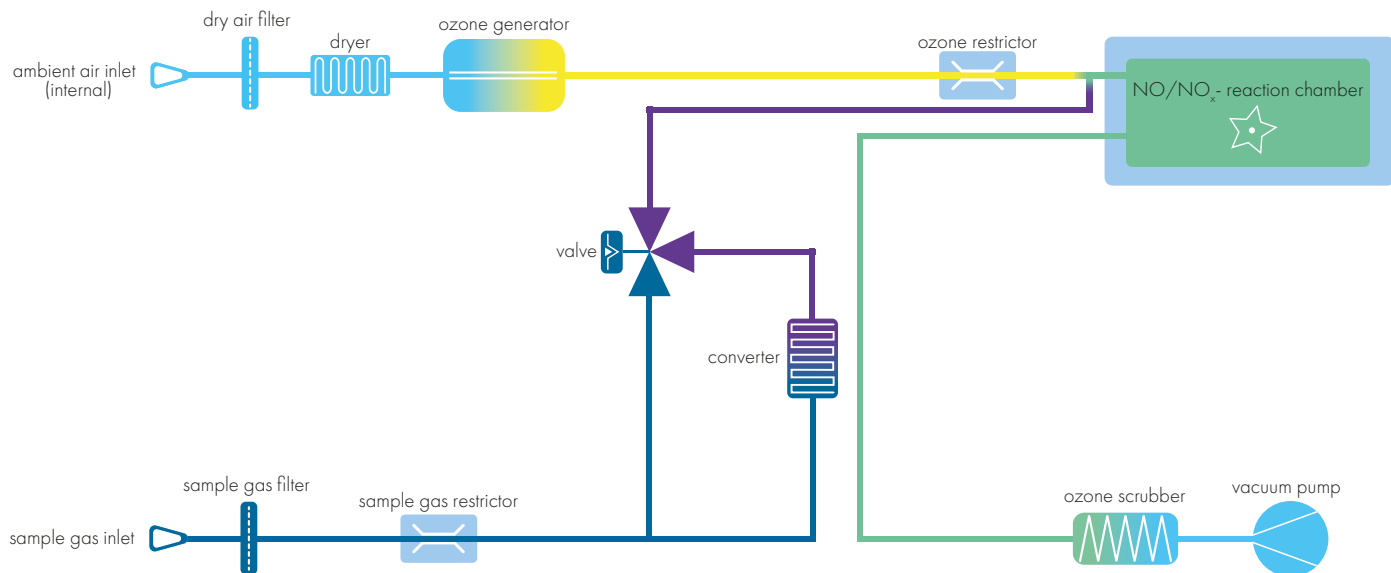 dry air filter
dryer
ozone generator
ozone restrictor
ambient air inlet
(internal)
NO/NOx- reaction chamber
valve
converter
sample gas filter
sample gas restrictor
ozone scrubber
vacuum pump
sample gas inlet